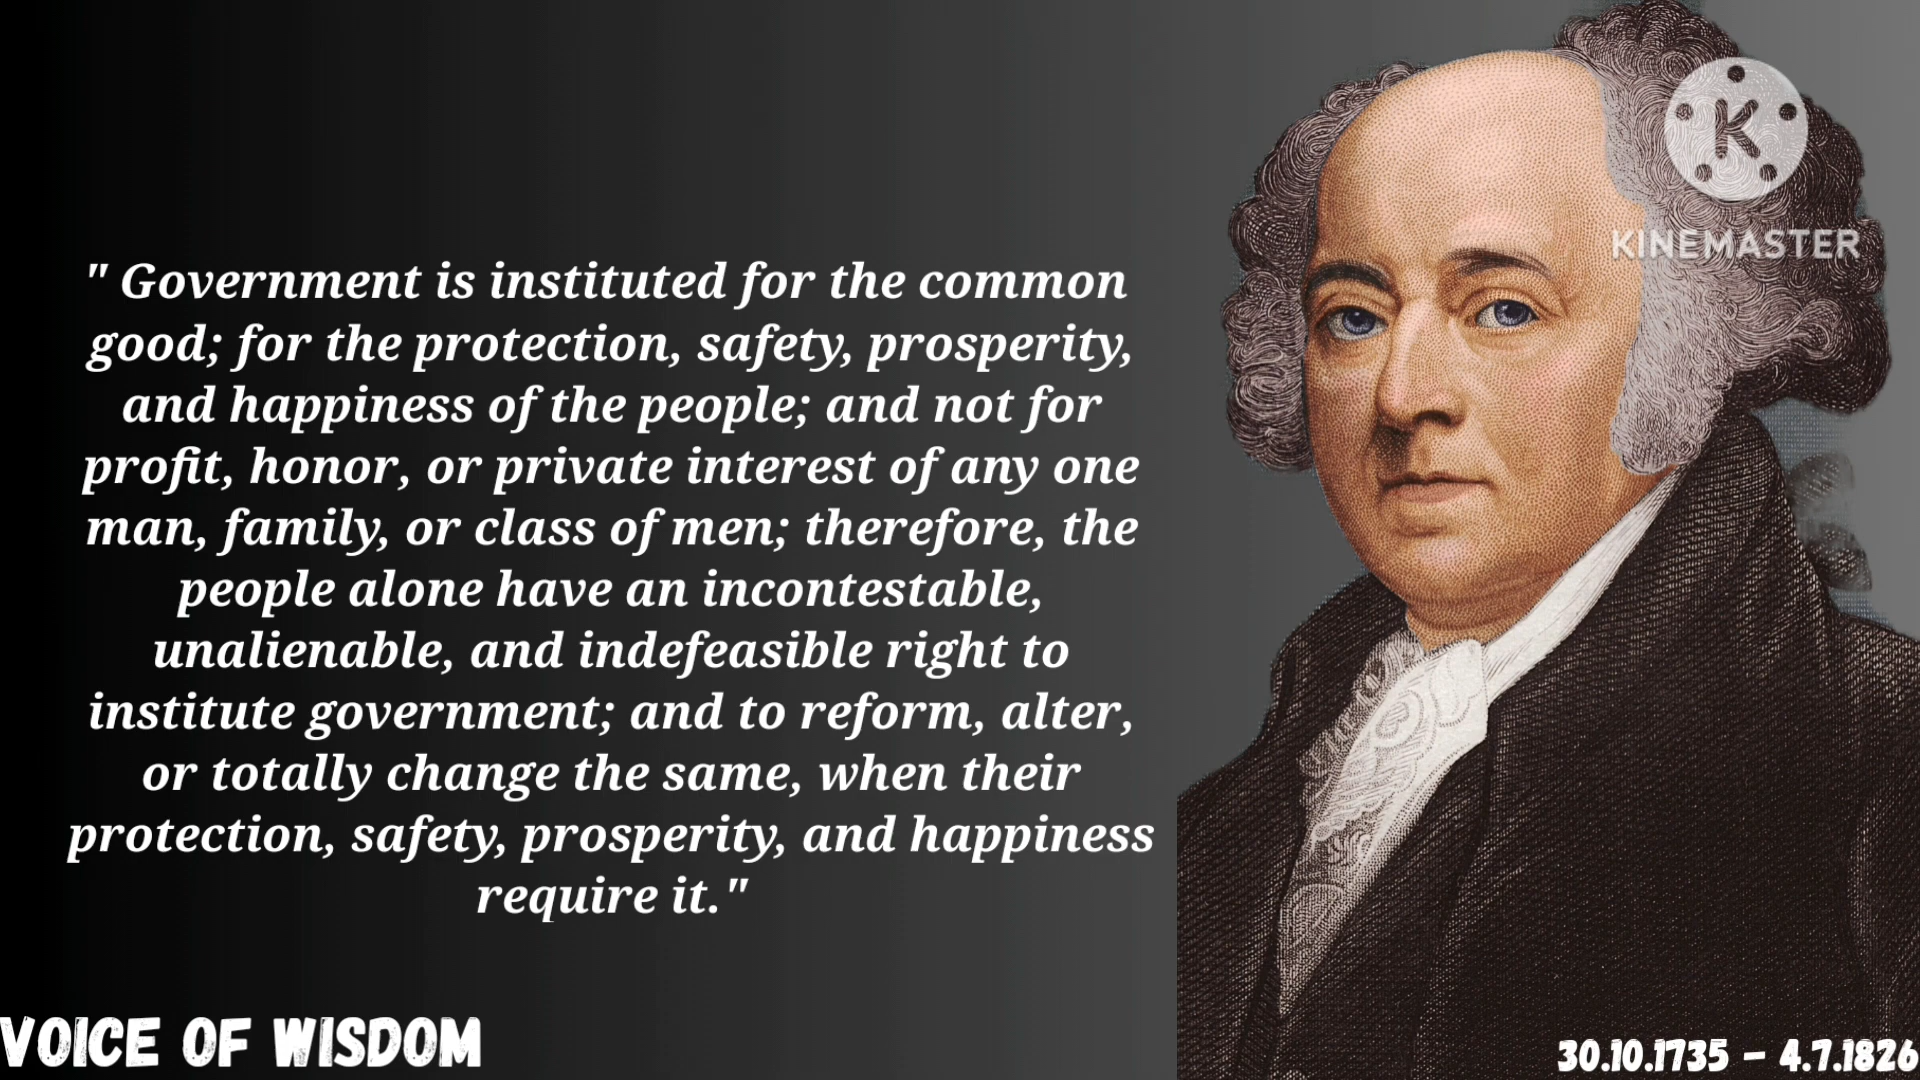 " Government is instituted for the common
good; for the protection, safety, prosperity,
and happiness of the people; and not for
profit, honor, or private interest of any one
man, family, or class of men; therefore, the
people alone have an incontestable,
unalienable, and indefeasible right to
institute government; and to reform, alter,
or totally change the same, when their
protection, safety, prosperity, and happiness
require it."
K
KINEMASTER
VOICE OF WISDOM
30.10.1735 – 4.7.1826